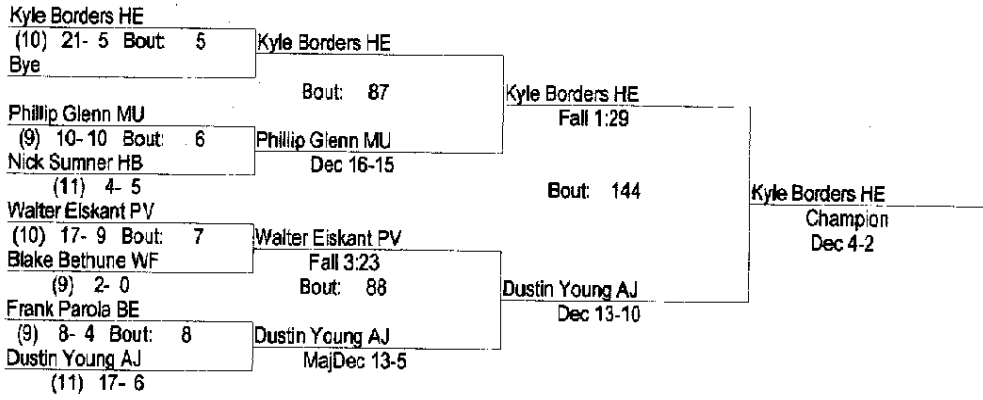 Kyle Borders HE
(10) 21- 5 Bout: 5
Bye
Kyle Borders HE
Bout: 87
Phillip Glenn MU
(9) 10- 10 Bout: 6
Nick Sumner HB
(11) 4- 5
Phillip Glenn MU
Dec 16-15
Kyle Borders HE
Fall 1:29
Bout: 144
Walter Eiskant PV
(10) 17- 9 Bout: 7
Blake Bethune WF
(9) 2- 0
Walter Eiskant PV
Fall 3:23
Bout: 88
Frank Parola BE
(9) 8- 4 Bout: 8
Dustin Young AJ
(11) 17- 6
Dustin Young AJ
MajDec 13-5
Dustin Young AJ
Dec 13-10
Kyle Borders HE
Champion
Dec 4-2